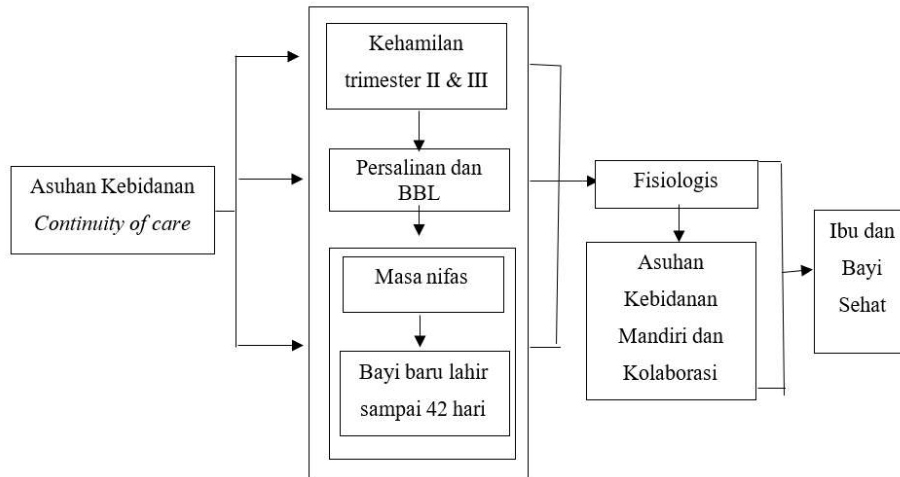 Asuhan Kebidanan
Continuity of care
Kehamilan
trimester II & III
Persalinan dan
BBL
Masa nifas
Bayi baru lahir
sampai 42 hari
Fisiologis
Asuhan
Kebidanan
Mandiri dan
Kolaborasi
Ibu dan
Bayi
Sehat